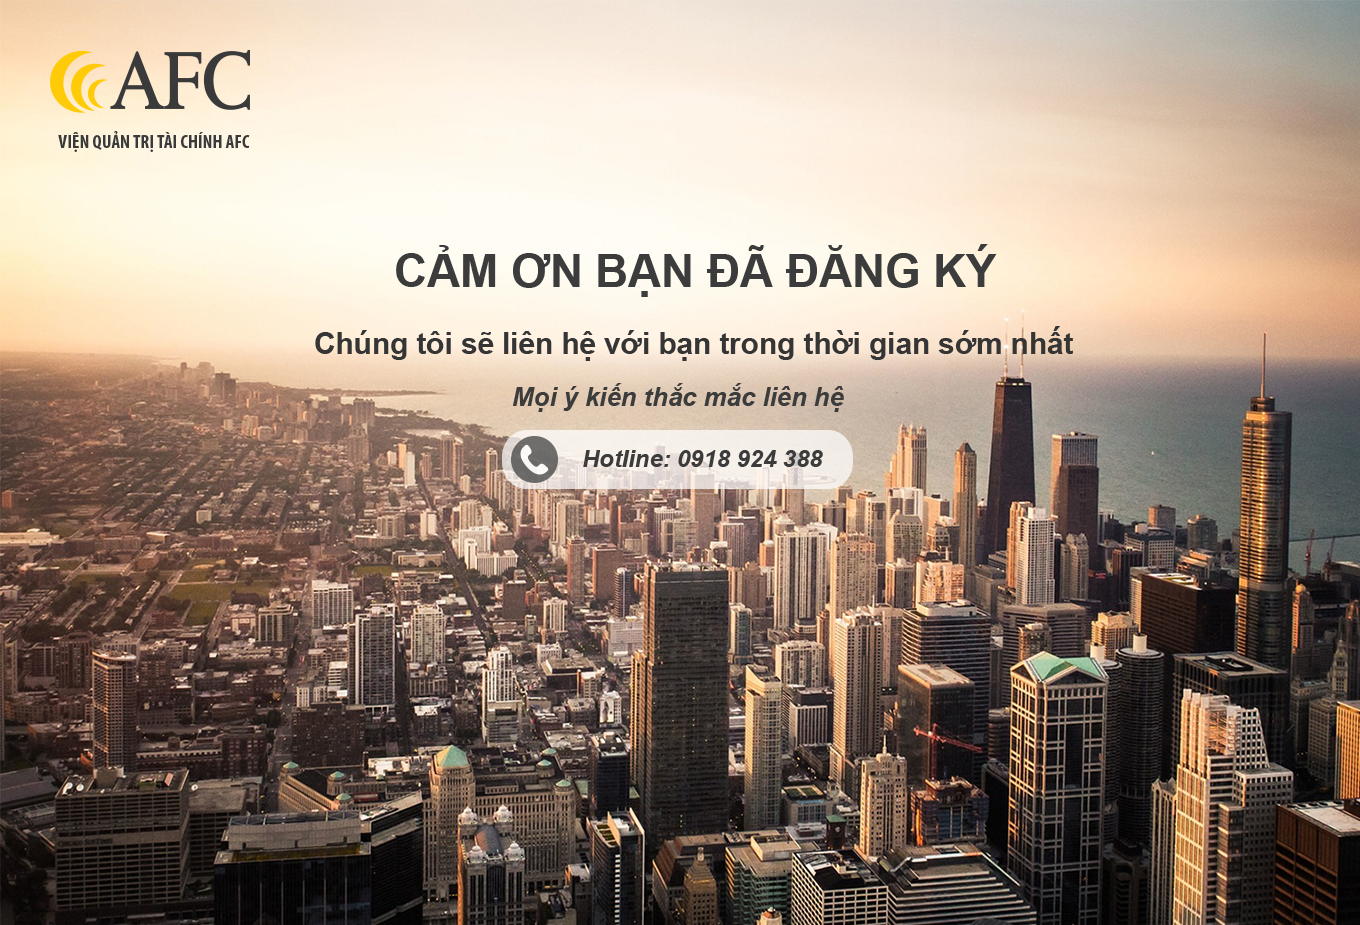 AFC
VIỆN QUẢN TRỊ TÀI CHÍNH AFC
CẢM ƠN BẠN ĐÃ ĐĂNG KÝ
Chúng tôi sẽ liên hệ với bạn trong thời gian sớm nhất
Mọi ý kiến thắc mắc liên hệ
Hotline: 0918 924 388